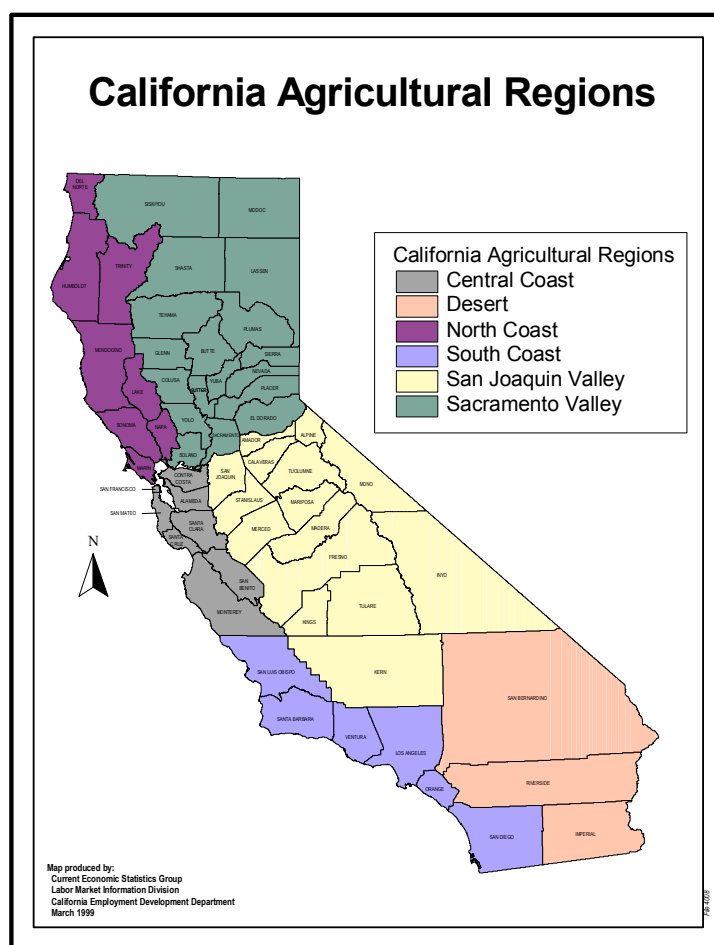 California Agricultural Regions
DEL
NORTE
SISKIYOU
MODOC
HUMBOLDT
TRINITY
SHASTA
LASSEN
TEHAMA
PLUMAS
MENDOCINO
GLENN
BUTTE
SIERRA
NEVADA
LAKE
COLUSA
SUTTER
YUBA
PLACER
SONOMA
NAPA
YOLO
EL DORADO
SACRAMENTO
SOLANO
AMADOR
ALPINE
MARIN
CALAVERAS
CONTRA
COSTA
SAN
JOAQUIN
TUOLUMNE
MONO
SAN FRANCISCO
ALAMEDA
STANISLAUS
MARIPOSA
SAN MATEO
SANTA
CLARA
MERCED
MADERA
SANTA
CRUZ
FRESNO
INYO
SAN
BENITO
MONTEREY
KINGS
TULARE
SAN LUIS OBISPO
KERN
SAN BERNARDINO
SANTA BARBARA
VENTURA
LOS ANGELES
ORANGE
RIVERSIDE
SAN DIEGO
IMPERIAL
N
California Agricultural Regions
Central Coast
Desert
North Coast
South Coast
San Joaquin Valley
Sacramento Valley
Map produced by:
Current Economic Statistics Group
Labor Market Information Division
California Employment Development Department
March 1999